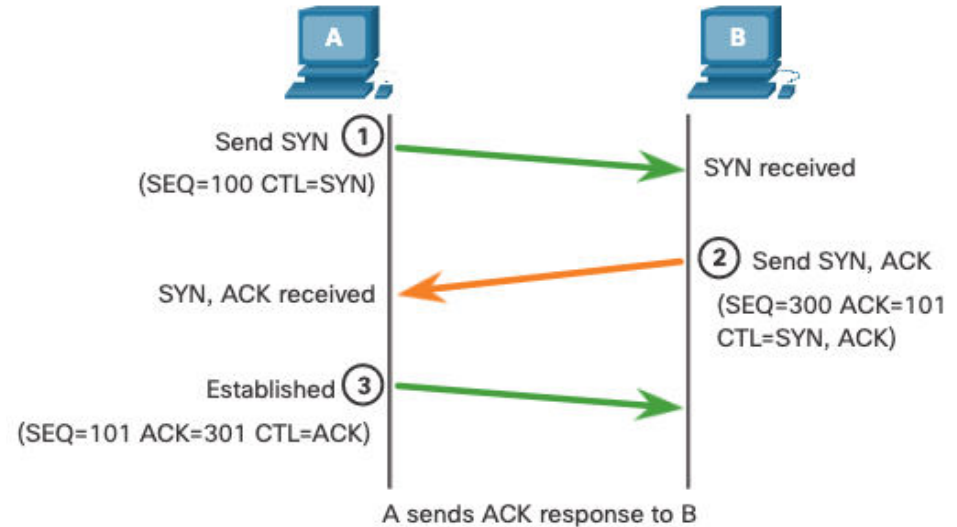 A
B
Send SYN 1
(SEQ=100 CTL=SYN)
SYN received
2 Send SYN, ACK
SYN, ACK received
(SEQ=300 ACK=101
CTL=SYN, ACK)
Established 3
(SEQ=101 ACK=301 CTL=ACK)
A sends ACK response to B